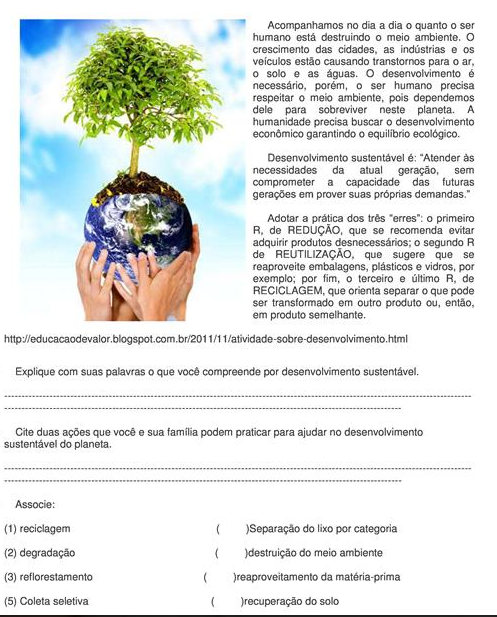 Acompanhamos no dia a dia o quanto o ser
humano está destruindo o meio ambiente. O
crescimento das cidades, as indústrias e os
veículos estão causando transtornos para o ar,
o solo e as águas. O desenvolvimento é
necessário, porém, o ser humano precisa
respeitar o meio ambiente, pois dependemos
dele para sobreviver neste planeta. A
humanidade precisa buscar o desenvolvimento
econômico garantindo o equilíbrio ecológico.
Desenvolvimento sustentável é: "Atender às
necessidades da atual geração, sem
comprometer a capacidade das futuras
gerações em prover suas próprias demandas."
Adotar a prática dos três "erres": o primeiro
R, de REDUÇÃO, que se recomenda evitar
adquirir produtos desnecessários; o segundo R
de REUTILIZAÇÃO, que sugere que se
reaproveite embalagens, plásticos e vidros, por
exemplo; por fim, o terceiro e último R, de
RECICLAGEM, que orienta separar o que pode
ser transformado em outro produto ou, então,
em produto semelhante.
http://educacaodevalor.blogspot.com.br/2011/11/atividade-sobre-desenvolvimento.html
Explique com suas palavras o que você compreende por desenvolvimento sustentável.
Cite duas ações que você e sua família podem praticar para ajudar no desenvolvimento
sustentável do planeta.
Associe:
(1) reciclagem ( )Separação do lixo por categoria
(2) degradação ( )destruição do meio ambiente
(3) reflorestamento ( )reaproveitamento da matéria-prima
(5) Coleta seletiva ( )recuperação do solo